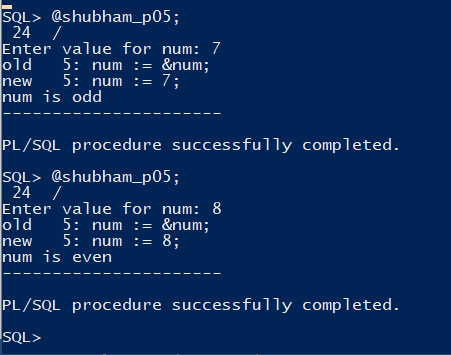 SQL> @shubham_p05;
 24  /
Enter value for num: 7
old   5: num := &num;
new   5: num := 7;
num is odd
----------------------
PL/SQL procedure successfully completed.
SQL> @shubham_p05;
 24  /
Enter value for num: 8
old   5: num := &num;
new   5: num := 8;
num is even
----------------------
PL/SQL procedure successfully completed.
SQL>